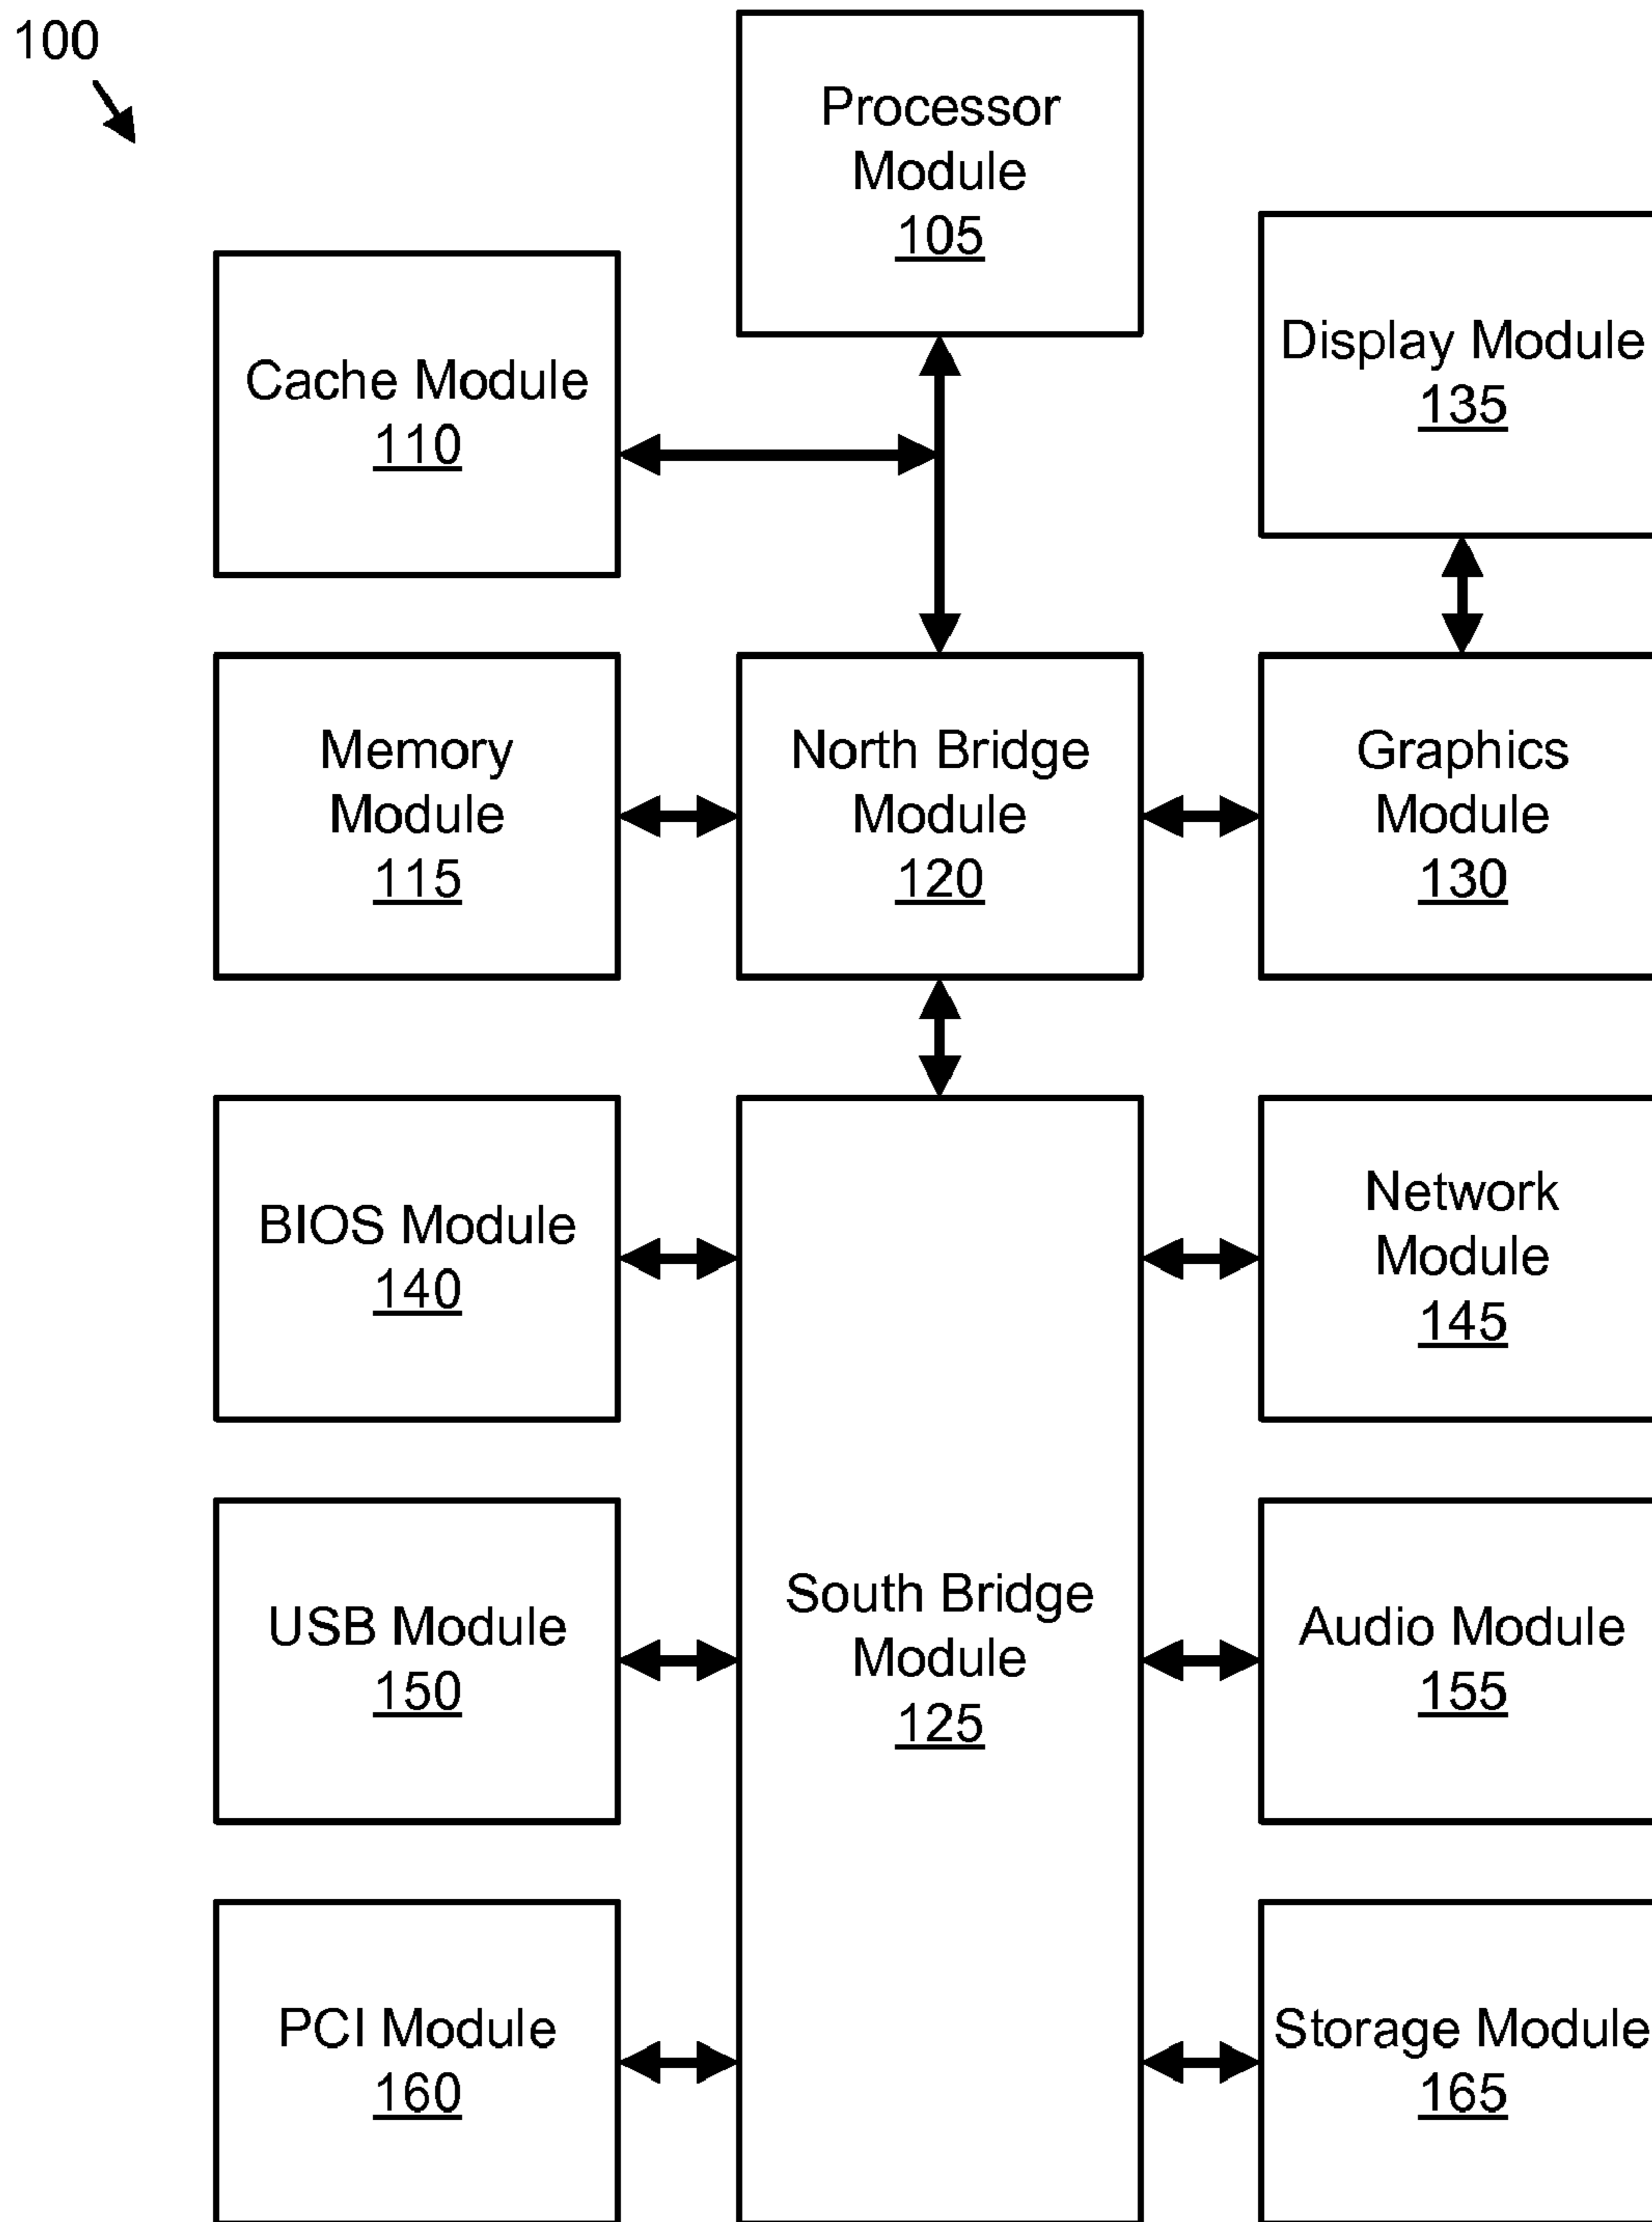 100
Processor
Module
105
Cache Module
110
Display Module
135
Memory
Module
115
North Bridge
Module
120
Graphics
Module
130
BIOS Module
140
Network
Module
145
USB Module
150
South Bridge
Module
125
Audio Module
155
PCI Module
160
Storage Module
165